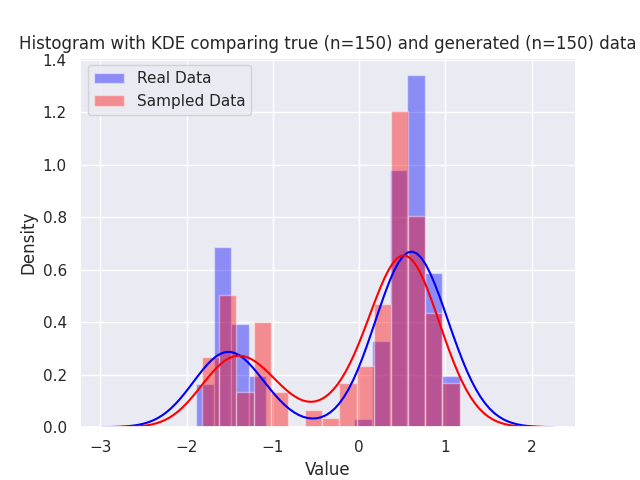 Histogram with KDE comparing true (n=150) and generated (n=150) data
Real Data
Sampled Data
Density
1.4
1.2
1.0
0.8
0.6
0.4
0.2
0.0
−3 −2 −1 0 1 2
Value